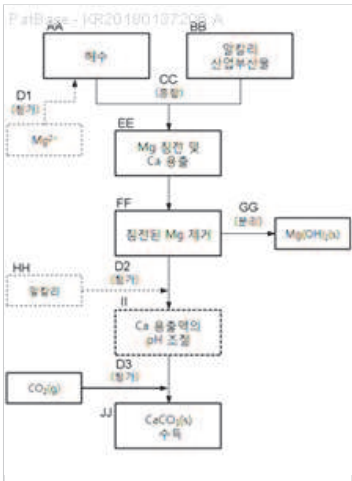 PatBase - KR20180137206 A
AA
BB
해수
알칼리
산업부산물
CC
(혼합)
D1
(첨가)
Mg²⁺
EE
Mg 침전 및
Ca 용출
FF
침전된 Mg 제거
GG
(분리)
Mg(OH)₂(s)
HH
알칼리
D2
(첨가)
II
Ca 용출액의
pH 조절
D3
(첨가)
CO₂(g)
JJ
CaCO₃(s)
수득